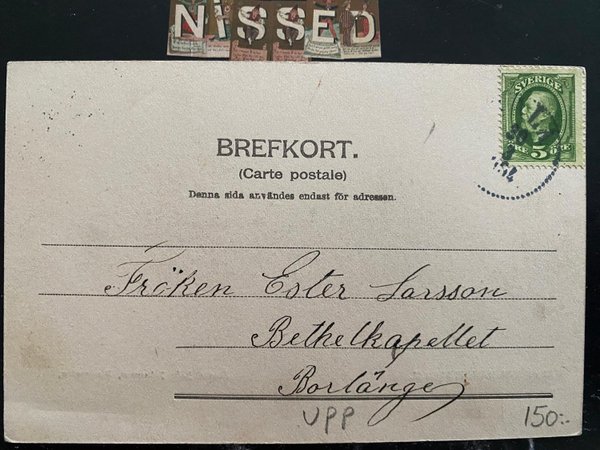 NISSED
SVERIGE
5
ÖRE
BREFKORT.
(Carte postale)
Denna sida användes endast för adressen.
Fröken Ester Larsson
Bethelkapellet
Borlänge
UPP
150:-